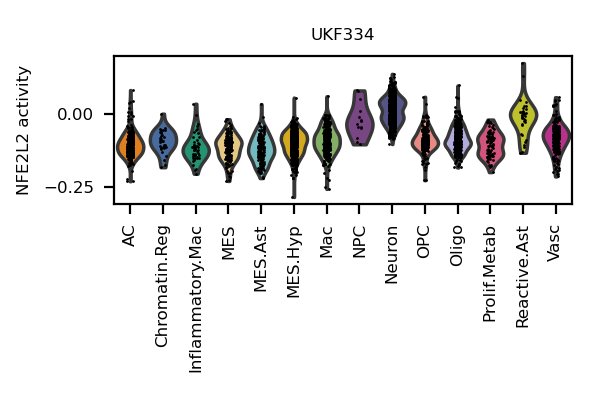 UKF334
NFE2L2 activity
0.00
−0.25
AC
Chromatin.Reg
Inflammatory.Mac
MES
MES.Ast
MES.Hyp
Mac
NPC
Neuron
OPC
Oligo
Prolif.Metab
Reactive.Ast
Vasc